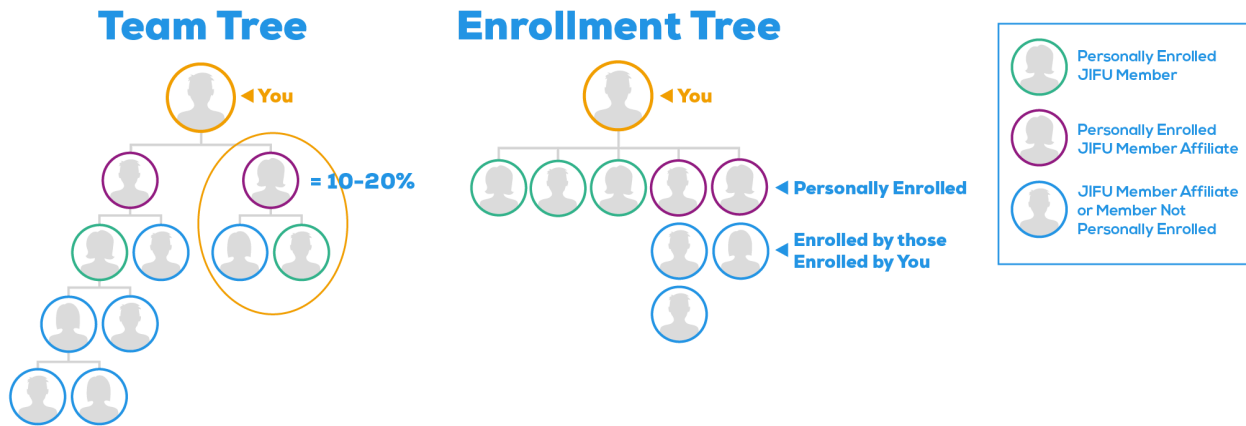 Team Tree
You
= 10-20%
Enrollment Tree
You
Personally Enrolled
Enrolled by those
Enrolled by You
Personally Enrolled
JIFU Member
Personally Enrolled
JIFU Member Affiliate
JIFU Member Affiliate
or Member Not
Personally Enrolled